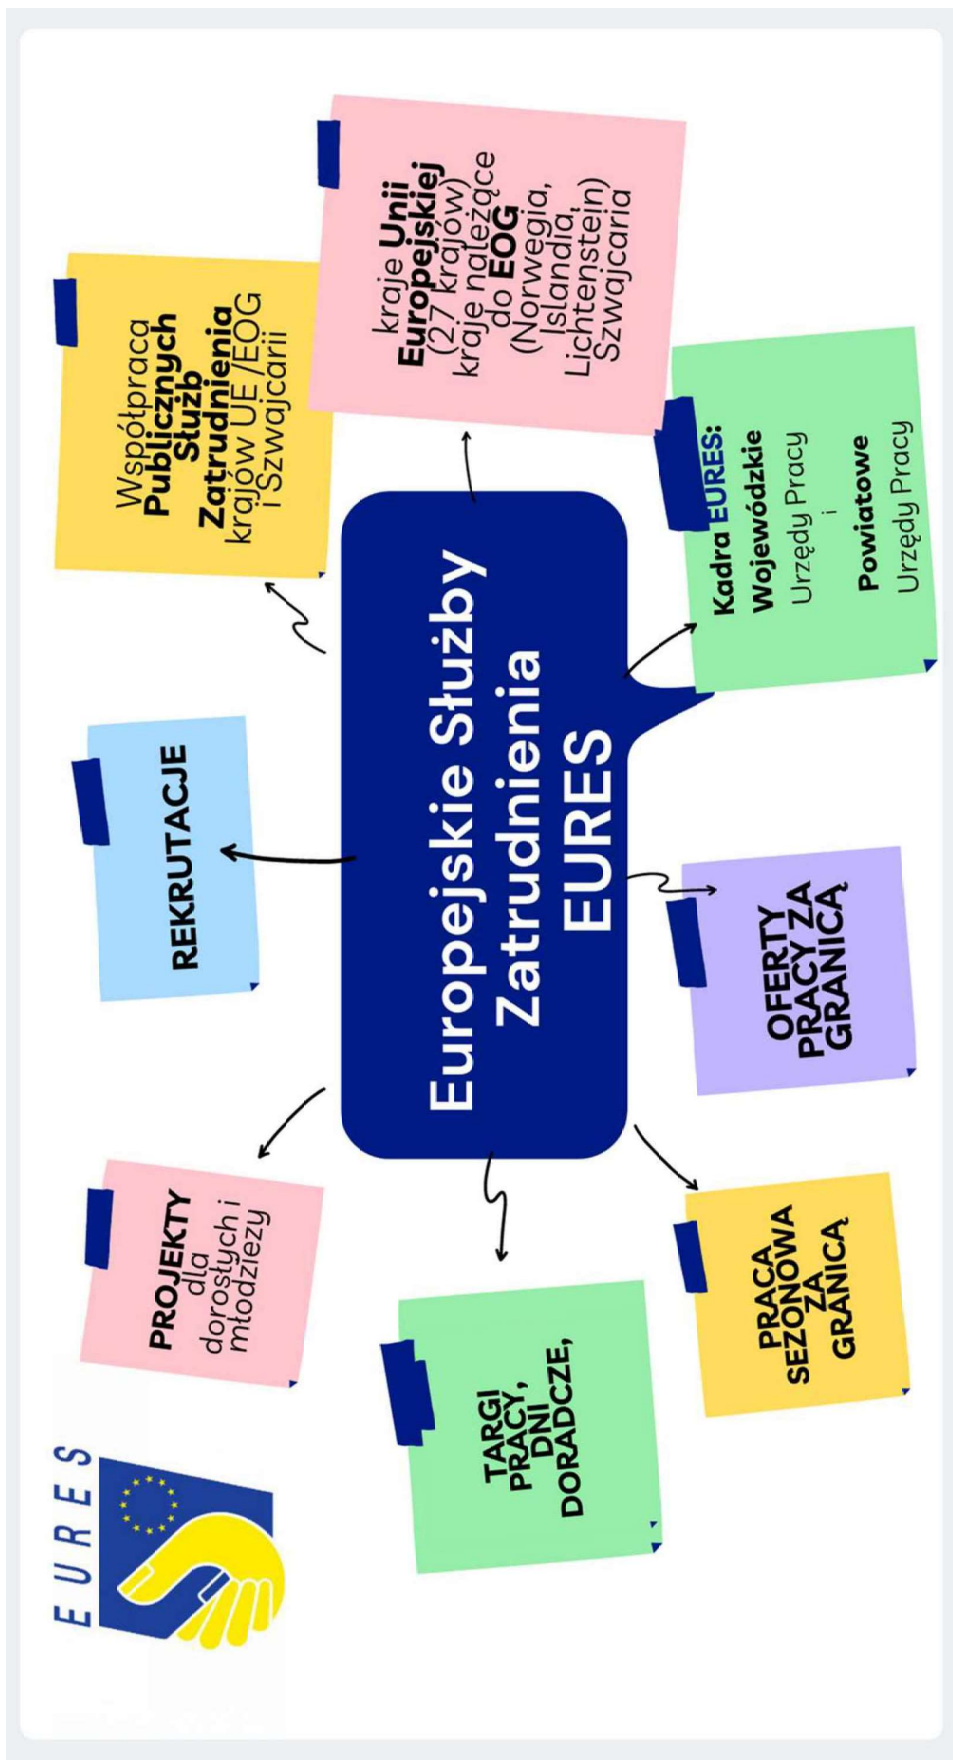 EURES
PROJEKTY
dla
dorosłych i
młodzieży
REKRUTACJE
Współpraca
Publicznych
Służb
Zatrudnienia
krajów UE /EOG
i Szwajcarii
kraje Unii
Europejskiej
(27 krajów)
kraje należące
do EOG
(Norwegia,
Islandia,
Lichtenstein)
Szwajcaria
Europejskie Służby
Zatrudnienia
EURES
TARGI
PRACY,
DNI
DORADCZE,
PRACA
SEZONOWA
ZA
GRANICĄ
OFERTY
PRACY ZA
GRANICĄ
Kadra EURES:
Wojewódzkie
Urzędy Pracy
i
Powiatowe
Urzędy Pracy